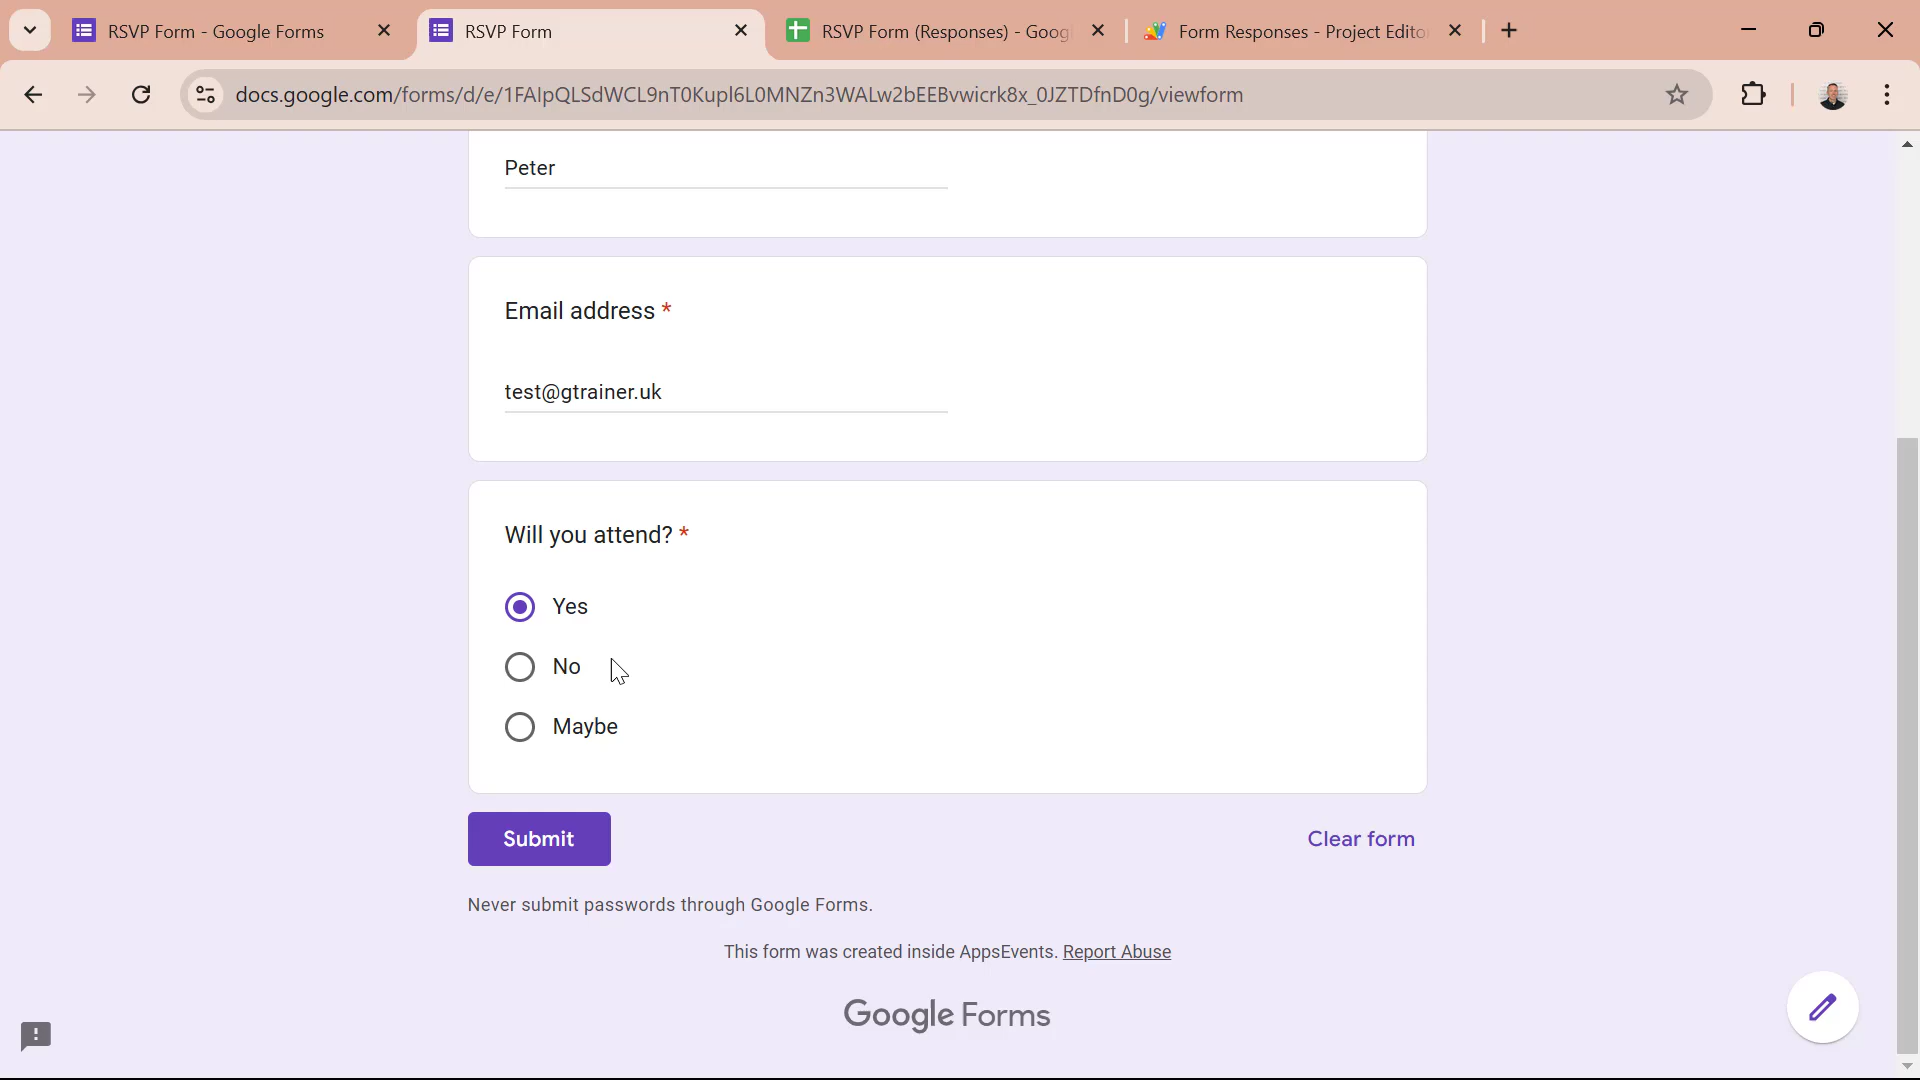 RSVP Form - Google Forms
RSVP Form
RSVP Form (Responses) - Goog
Form Responses - Project Edito
docs.google.com/forms/d/e/1FAIpQLSdWCL9nT0Kupl6L0MNZn3WALw2bEEBvwicrk8x_0JZTDfnD0g/viewform
Peter
Email address *
test@gtrainer.uk
Will you attend? *
Yes
No
Maybe
Submit
Clear form
Never submit passwords through Google Forms.
This form was created inside AppsEvents. Report Abuse
Google Forms